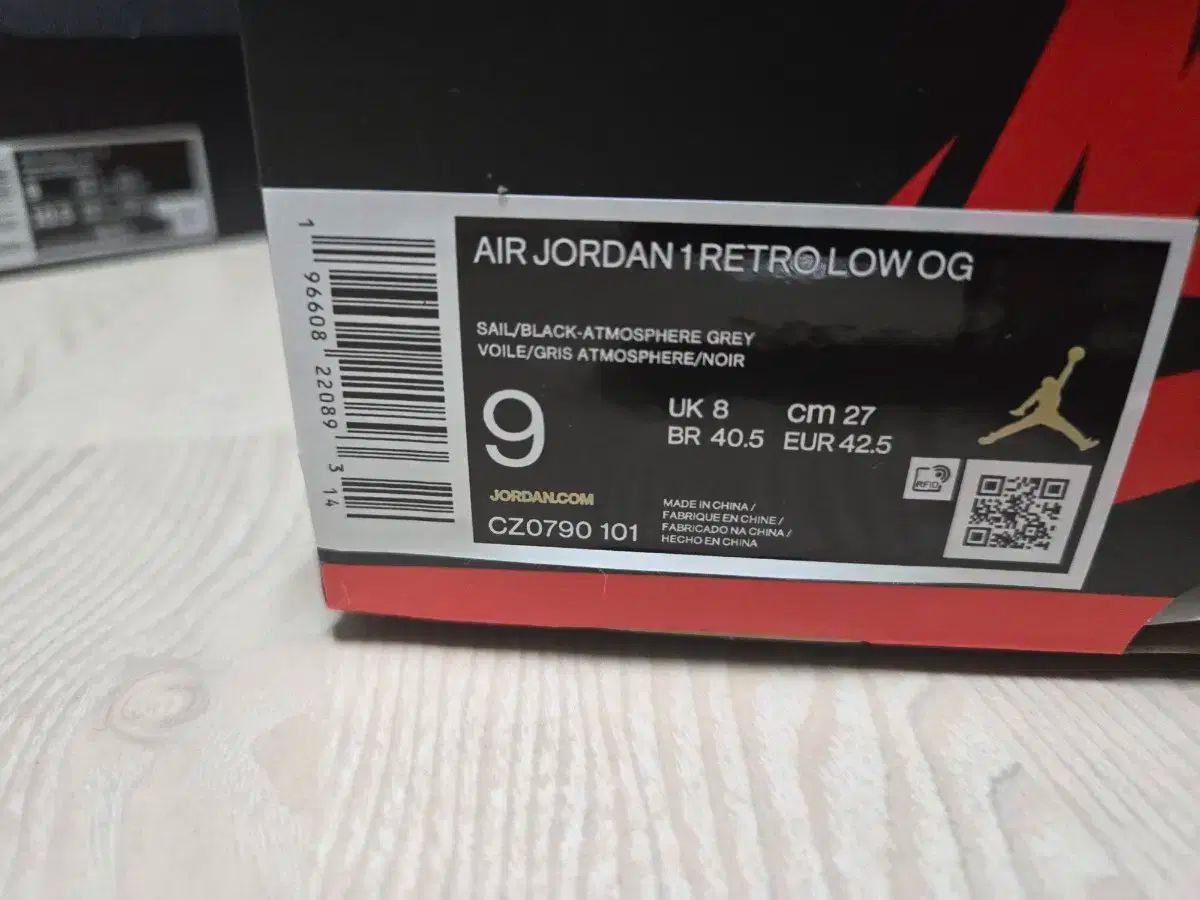 AIR JORDAN 1 RETRO LOW OG
SAIL/BLACK-ATMOSPHERE GREY
VOILE/GRIS ATMOSPHERE/NOIR
9
UK 8
cm 27
BR 40.5
EUR 42.5
JORDAN.COM
CZ0790 101
MADE IN CHINA /
FABRIQUE EN CHINE /
FABRICADO NA CHINA /
HECHO EN CHINA
RFID
1 96608 22089 3 14